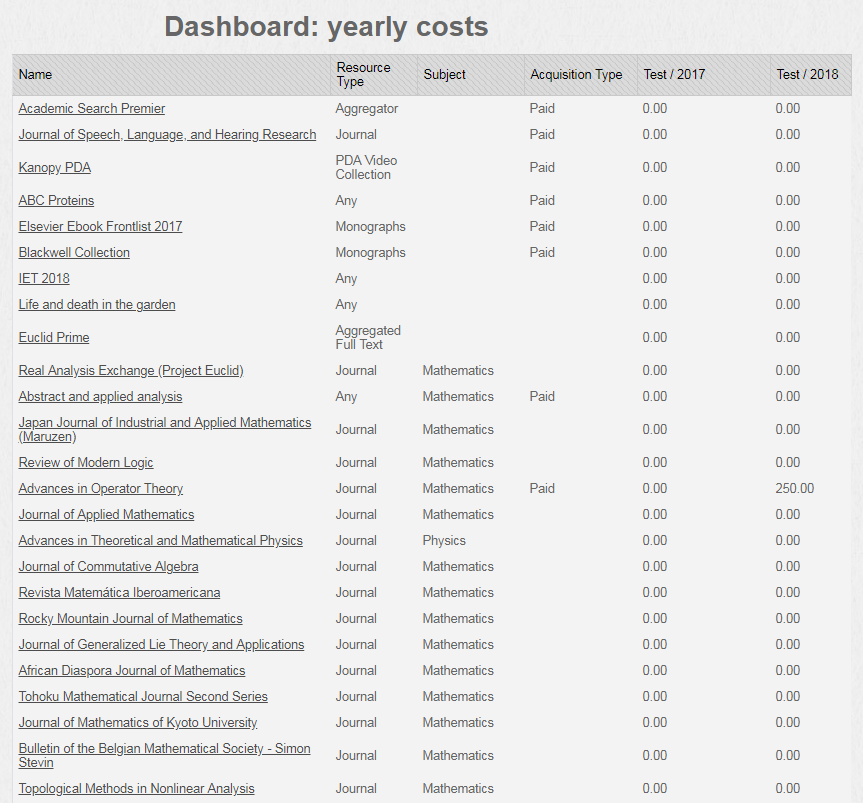 Dashboard: yearly costs
Name Resource Type Subject Acquisition Type Test / 2017 Test / 2018
Academic Search Premier Aggregator Paid 0.00 0.00
Journal of Speech, Language, and Hearing Research Journal Paid 0.00 0.00
Kanopy PDA PDA Video Collection Paid 0.00 0.00
ABC Proteins Any Paid 0.00 0.00
Elsevier Ebook Frontlist 2017 Monographs Paid 0.00 0.00
Blackwell Collection Monographs Paid 0.00 0.00
IET 2018 Any 0.00 0.00
Life and death in the garden Any 0.00 0.00
Euclid Prime Aggregated Full Text 0.00 0.00
Real Analysis Exchange (Project Euclid) Journal Mathematics 0.00 0.00
Abstract and applied analysis Any Mathematics Paid 0.00 0.00
Japan Journal of Industrial and Applied Mathematics (Maruzen) Journal Mathematics 0.00 0.00
Review of Modern Logic Journal Mathematics 0.00 0.00
Advances in Operator Theory Journal Mathematics Paid 0.00 250.00
Journal of Applied Mathematics Journal Mathematics 0.00 0.00
Advances in Theoretical and Mathematical Physics Journal Physics 0.00 0.00
Journal of Commutative Algebra Journal Mathematics 0.00 0.00
Revista Matemática Iberoamericana Journal Mathematics 0.00 0.00
Rocky Mountain Journal of Mathematics Journal Mathematics 0.00 0.00
Journal of Generalized Lie Theory and Applications Journal Mathematics 0.00 0.00
African Diaspora Journal of Mathematics Journal Mathematics 0.00 0.00
Tohoku Mathematical Journal Second Series Journal Mathematics 0.00 0.00
Journal of Mathematics of Kyoto University Journal Mathematics 0.00 0.00
Bulletin of the Belgian Mathematical Society - Simon Stevin Journal Mathematics 0.00 0.00
Topological Methods in Nonlinear Analysis Journal Mathematics 0.00 0.00